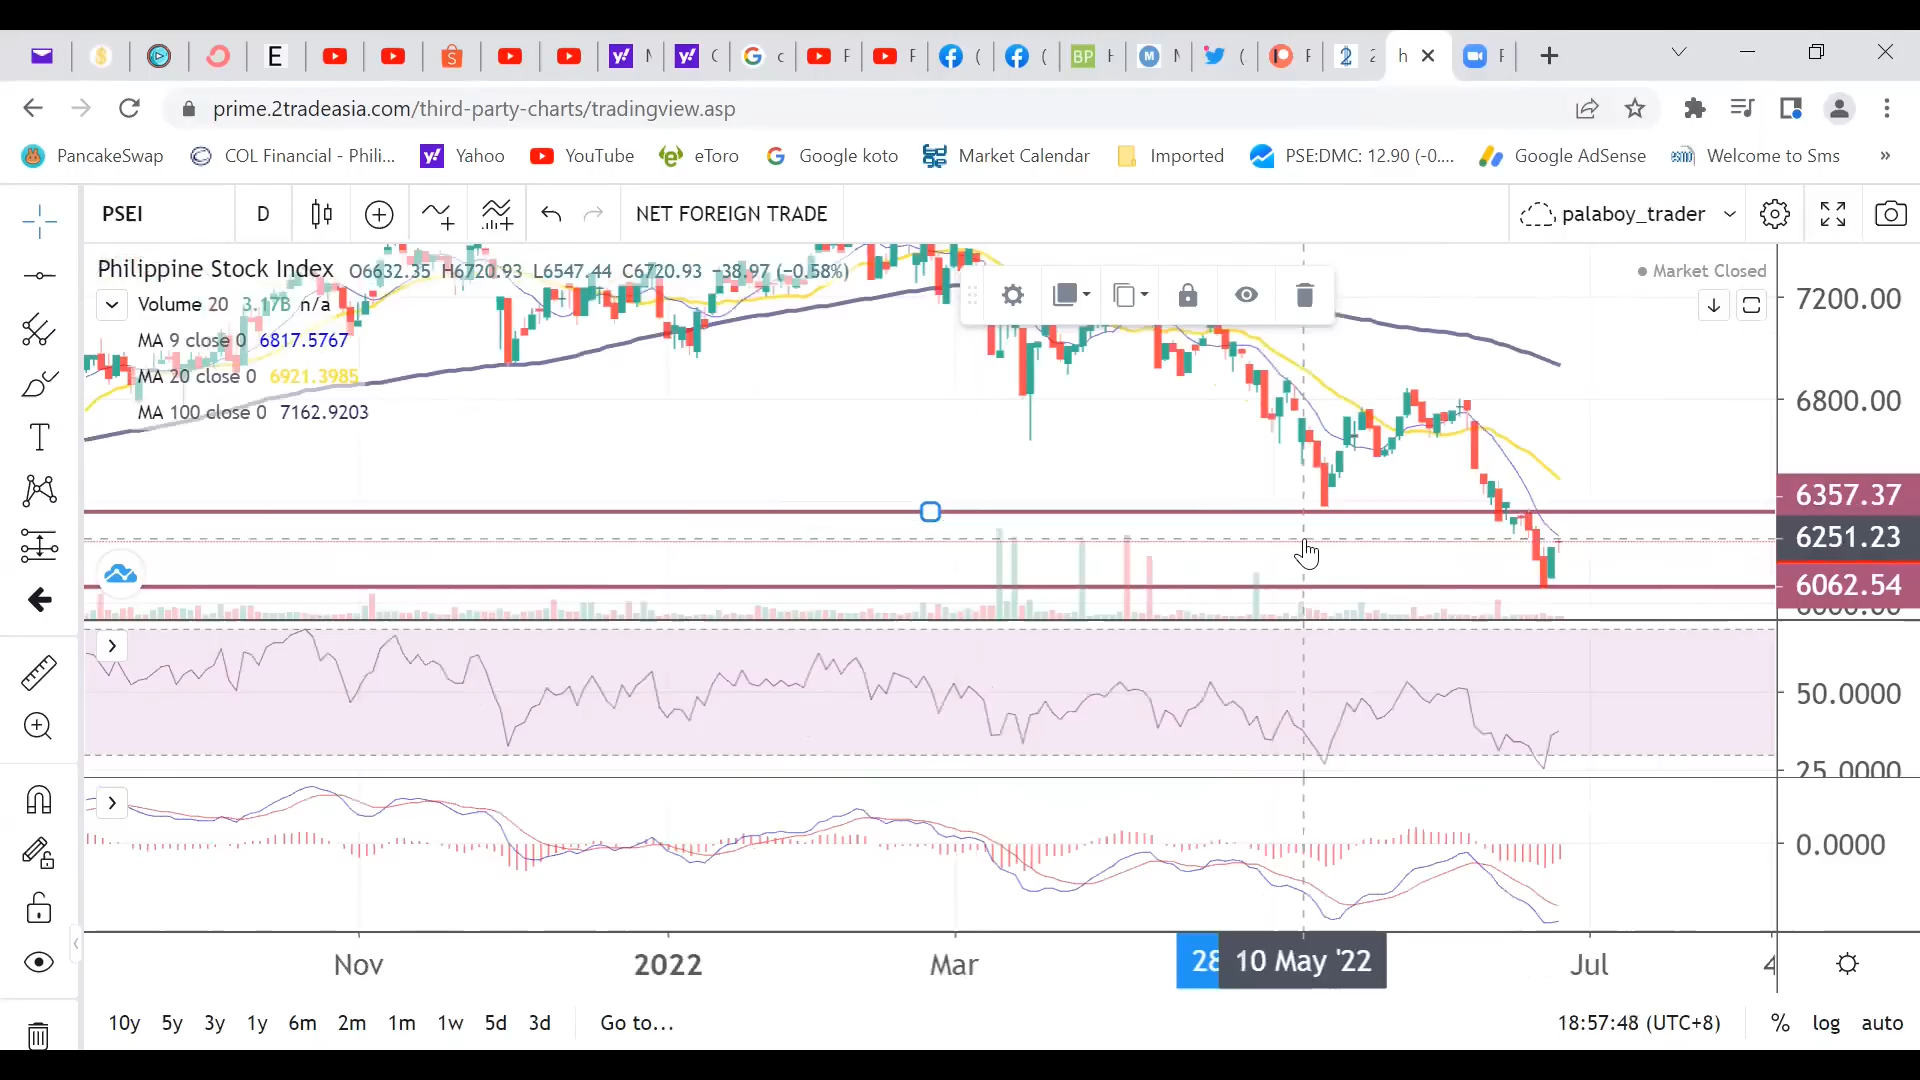 E
N
C
c
F
F
(
(
BP
H
M
N
(
F
2
2
h
F
prime.2tradeasia.com/third-party-charts/tradingview.asp
PancakeSwap
COL Financial - Phili...
Yahoo
YouTube
eToro
Google koto
Market Calendar
Imported
PSE:DMC: 12.90 (-0....
Google AdSense
Welcome to Sms
»
PSEI
D
NET FOREIGN TRADE
palaboy_trader
Philippine Stock Index O6632.35 H6720.93 L6547.44 C6720.93 −38.97 (−0.58%)
Market Closed
Volume 20 3.17B n/a
MA 9 close 0 6817.5767
MA 20 close 0 6921.3985
MA 100 close 0 7162.9203
7200.00
6800.00
6357.37
6251.23
6062.54
6000.00
50.0000
25.0000
0.0000
Nov
2022
Mar
28
10 May '22
Jul
10y 5y 3y 1y 6m 2m 1m 1w 5d 3d Go to...
18:57:48 (UTC+8) % log auto